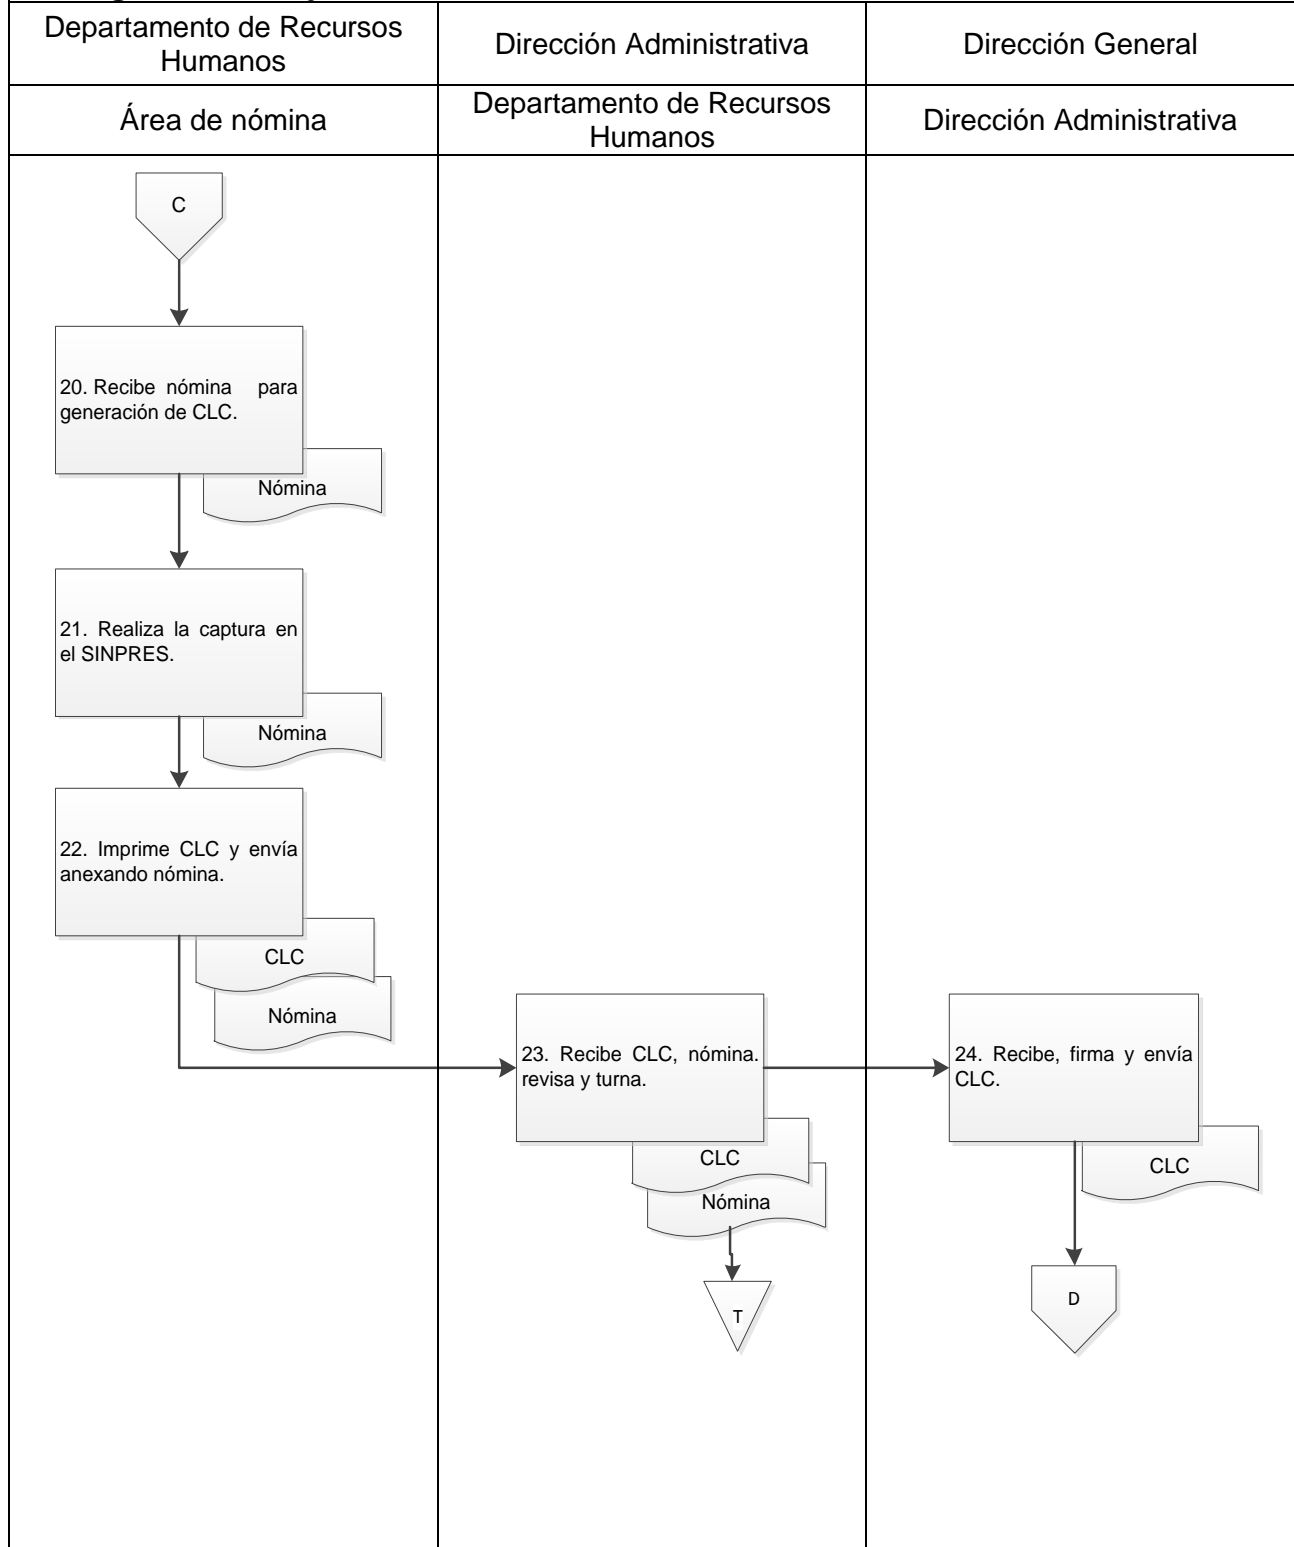 Departamento de Recursos
Humanos
Dirección Administrativa
Dirección General
Área de nómina
Departamento de Recursos
Humanos
Dirección Administrativa
C
20. Recibe nómina para
generación de CLC.
Nómina
21. Realiza la captura en
el SINPRES.
Nómina
22. Imprime CLC y envía
anexando nómina.
CLC
Nómina
23. Recibe CLC, nómina.
revisa y turna.
CLC
Nómina
T
24. Recibe, firma y envía
CLC.
CLC
D